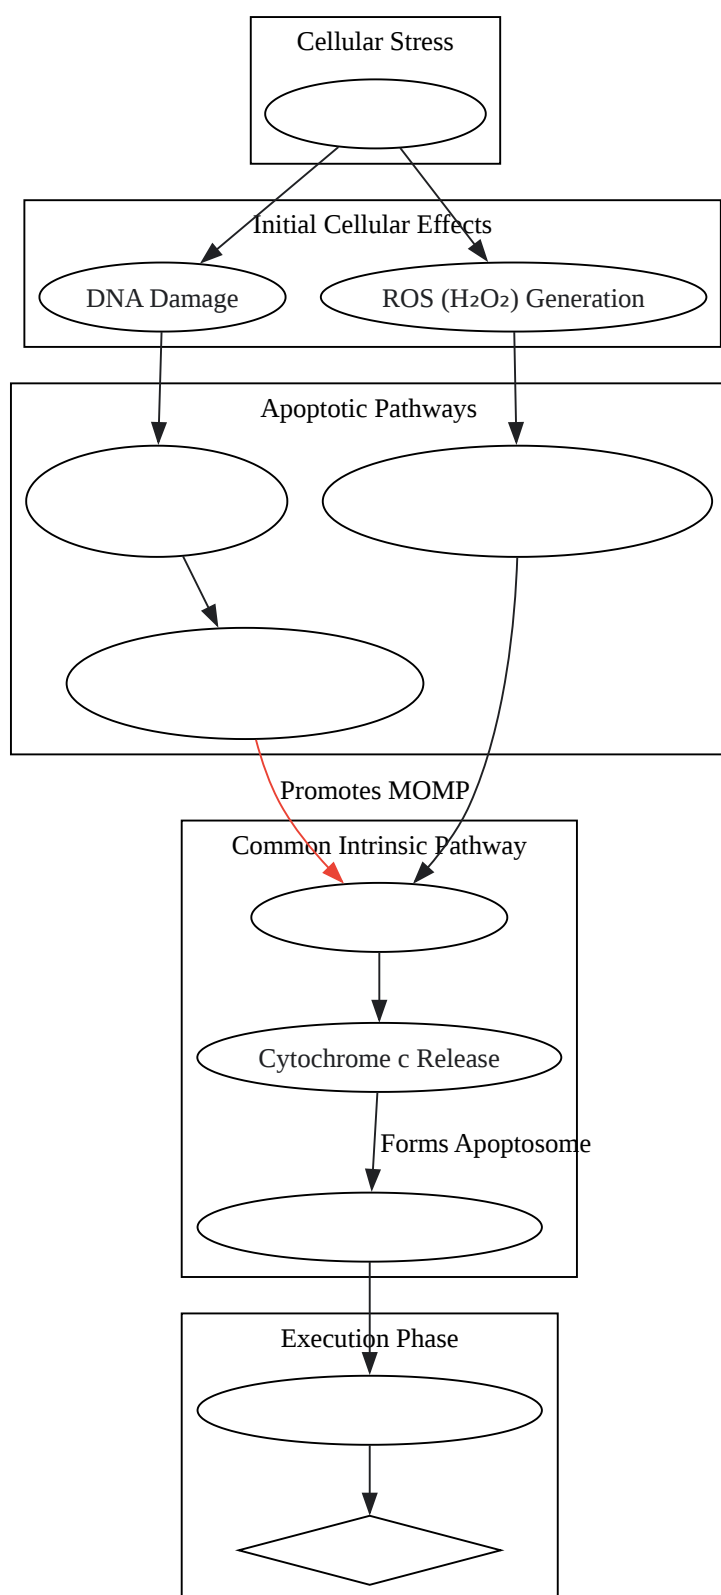 Cellular Stress
Initial Cellular Effects
DNA Damage
ROS (H₂O₂) Generation
Apoptotic Pathways
Promotes MOMP
Common Intrinsic Pathway
Cytochrome c Release
Forms Apoptosome
Execution Phase